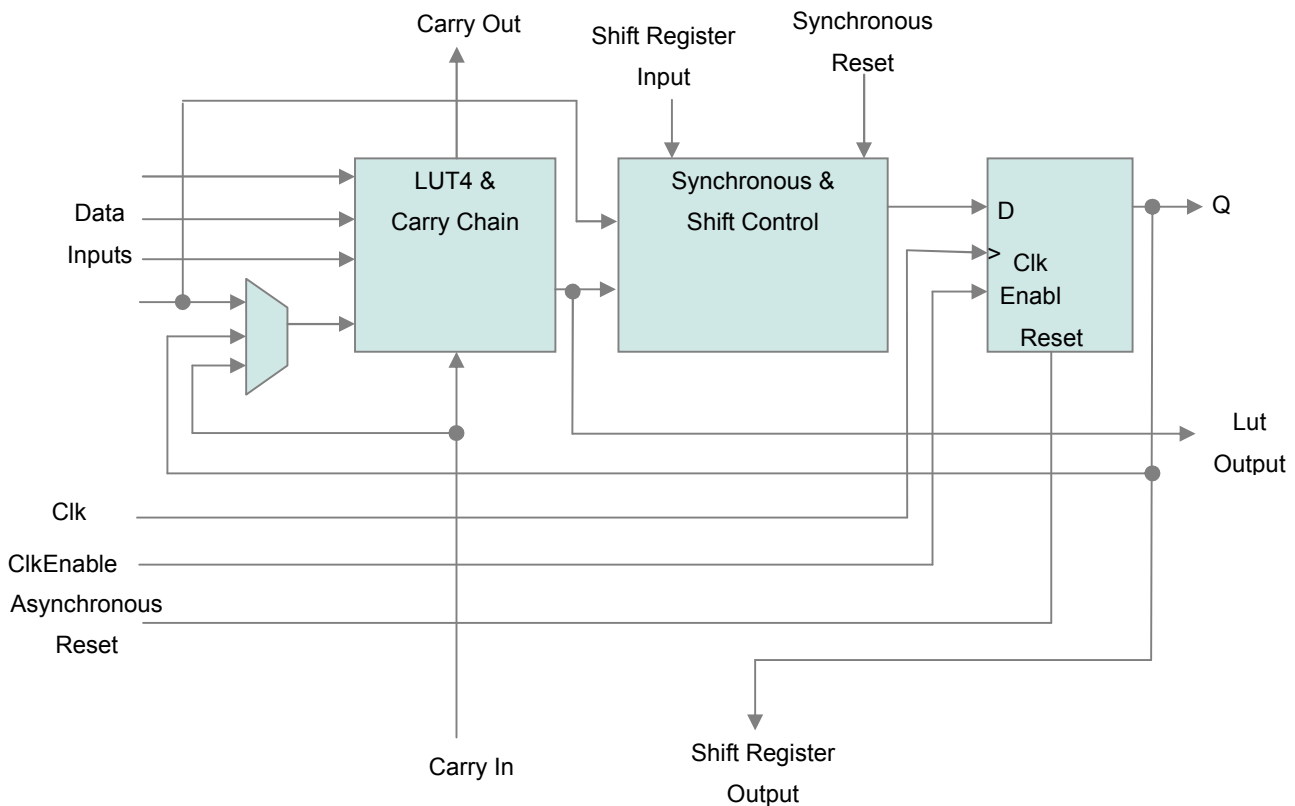 Carry Out
Shift Register
Input
Synchronous
Reset
LUT4 &
Carry Chain
Synchronous &
Shift Control
Data
Inputs
D
> Clk
Enabl
Reset
Q
Lut
Output
Clk
ClkEnable
Asynchronous
Reset
Carry In
Shift Register
Output